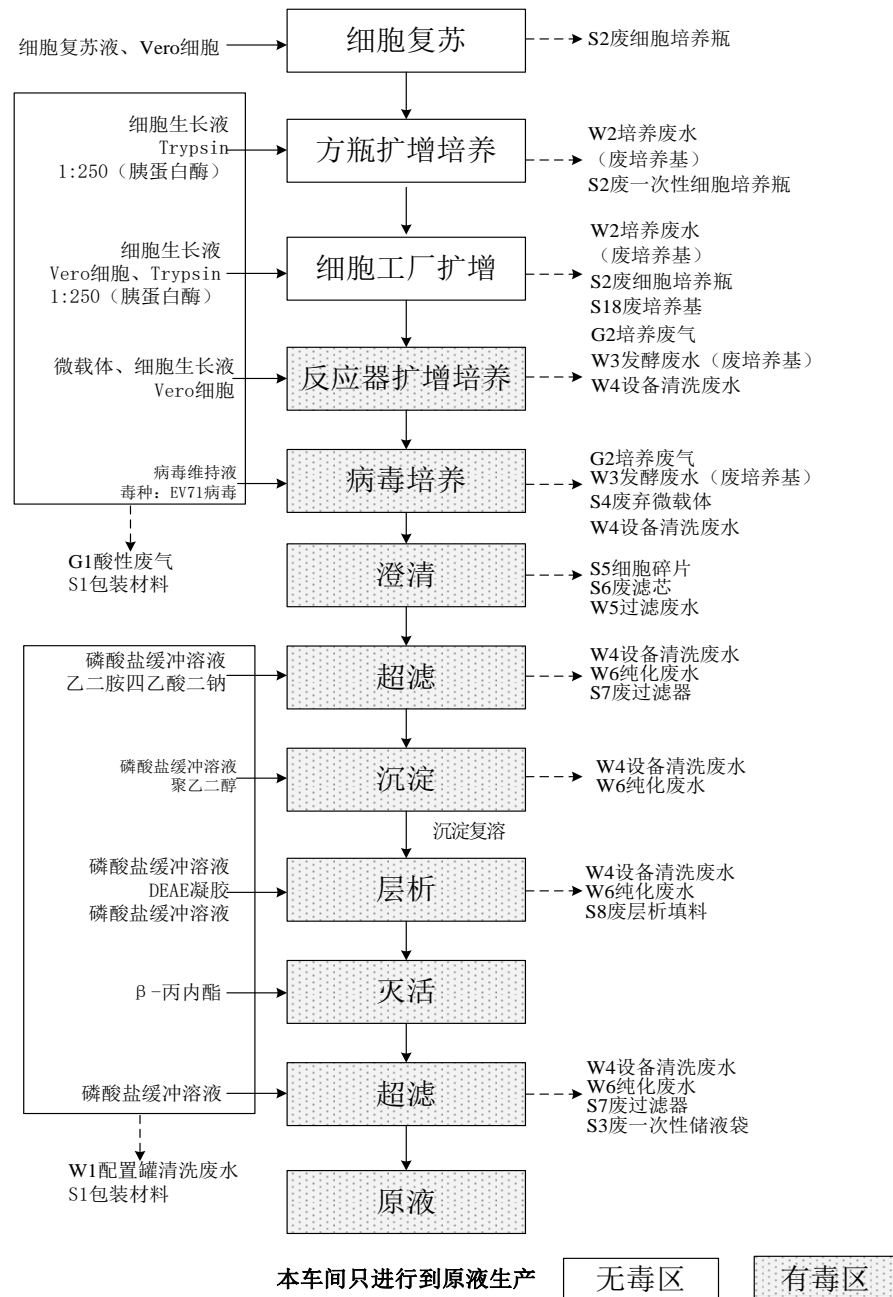 细胞复苏液、Vero细胞
细胞复苏
S2废细胞培养瓶
细胞生长液
Trypsin
1:250（胰蛋白酶）
方瓶扩增培养
W2培养废水
（废培养基）
S2废一次性细胞培养瓶
细胞生长液
Vero细胞、Trypsin
1:250（胰蛋白酶）
细胞工厂扩增
W2培养废水
（废培养基）
S2废细胞培养瓶
S18废培养基
微载体、细胞生长液
Vero细胞
反应器扩增培养
G2培养废气
W3发酵废水（废培养基）
W4设备清洗废水
病毒维持液
毒种：EV71病毒
病毒培养
G2培养废气
W3发酵废水（废培养基）
S4废弃微载体
W4设备清洗废水
G1酸性废气
S1包装材料
澄清
S5细胞碎片
S6废滤芯
W5过滤废水
磷酸盐缓冲溶液
乙二胺四乙酸二钠
超滤
W4设备清洗废水
W6纯化废水
S7废过滤器
磷酸盐缓冲溶液
聚乙二醇
沉淀
W4设备清洗废水
W6纯化废水
沉淀复溶
磷酸盐缓冲溶液
DEAE凝胶
磷酸盐缓冲溶液
层析
W4设备清洗废水
W6纯化废水
S8废层析填料
β-丙内酯
灭活
磷酸盐缓冲溶液
超滤
W4设备清洗废水
W6纯化废水
S7废过滤器
S3废一次性储液袋
W1配置罐清洗废水
S1包装材料
原液
本车间只进行到原液生产
无毒区
有毒区